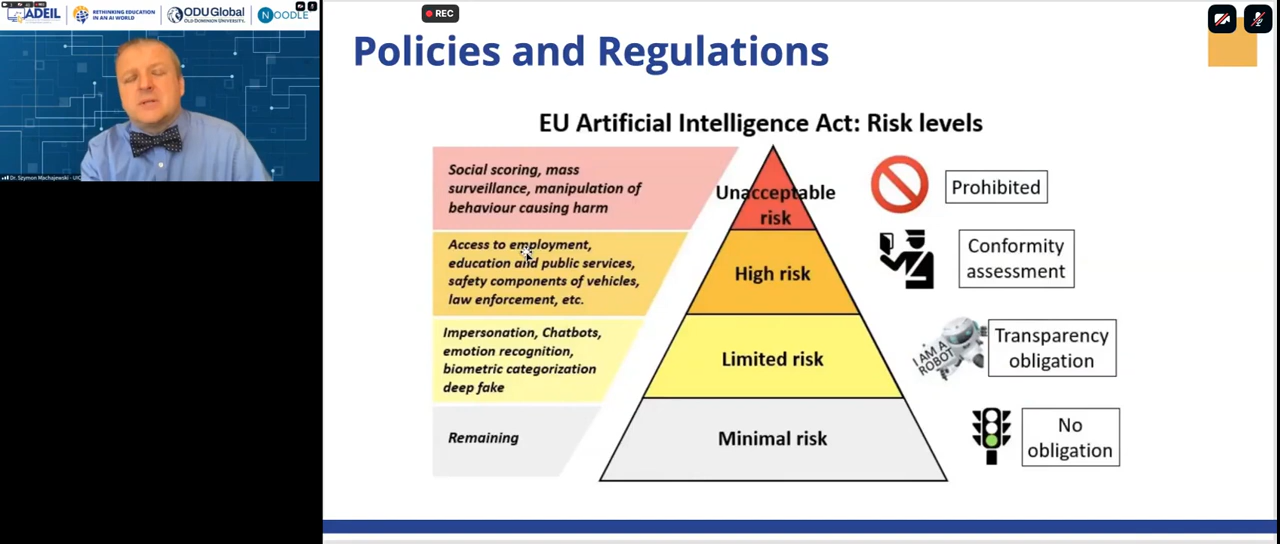 ADEIL
RETHINKING EDUCATION
IN AN AI WORLD
ODU Global
OLD DOMINION UNIVERSITY
NOODLE
REC
Dr. Szymon Machajewski - UIC
Policies and Regulations
EU Artificial Intelligence Act: Risk levels
Social scoring, mass
surveillance, manipulation of
behaviour causing harm
Unacceptable
risk
Prohibited
Access to employment,
education and public services,
safety components of vehicles,
law enforcement, etc.
High risk
Conformity
assessment
Impersonation, Chatbots,
emotion recognition,
biometric categorization
deep fake
Limited risk
I AM A
ROBOT
Transparency
obligation
Remaining
Minimal risk
No
obligation